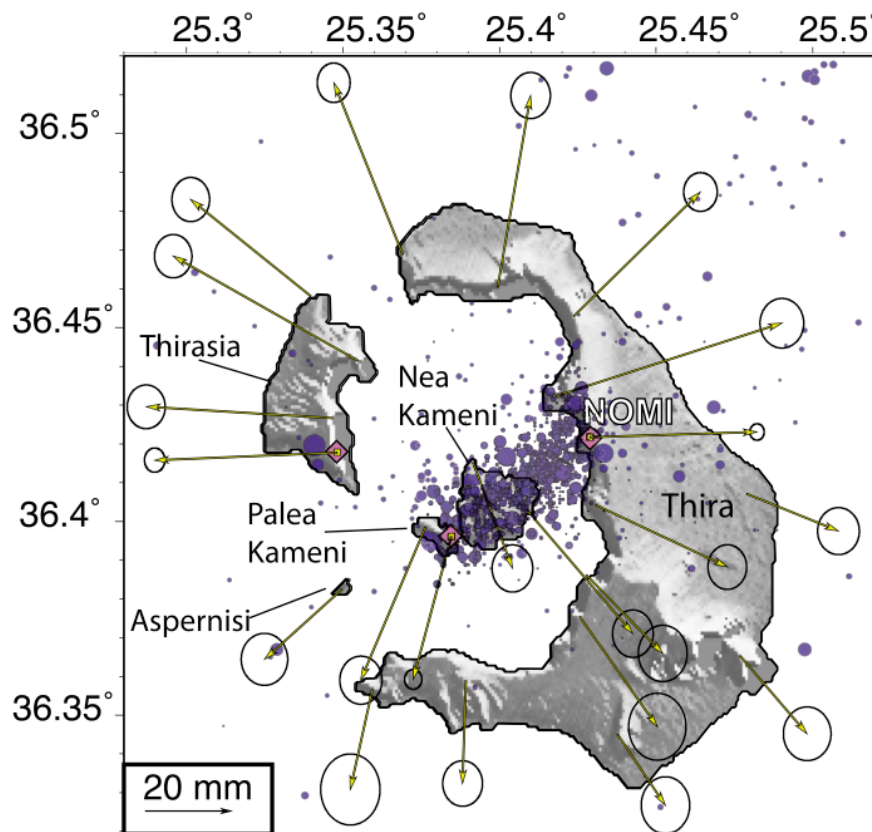 25.3° 25.35° 25.4° 25.45° 25.5°
36.5°
36.45°
Thirasia
Nea
Kameni
NOMI
36.4°
Palea
Kameni
Thira
Aspernisi
36.35°
20 mm